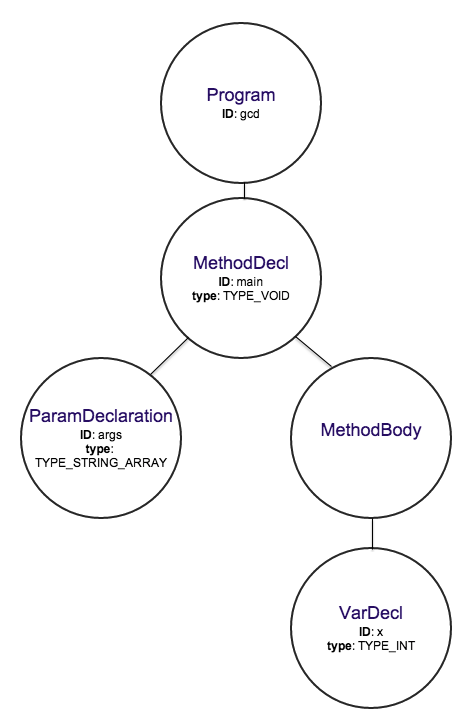 Program
ID: gcd
MethodDecl
ID: main
type: TYPE_VOID
ParamDeclaration
ID: args
type:
TYPE_STRING_ARRAY
MethodBody
VarDecl
ID: x
type: TYPE_INT